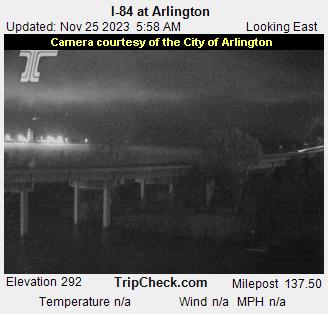 I-84 at Arlington
Updated: Nov 25 2023 5:58 AM Looking East
Camera courtesy of the City of Arlington
Elevation 292 TripCheck.com Milepost 137.50
Temperature n/a Wind n/a MPH n/a